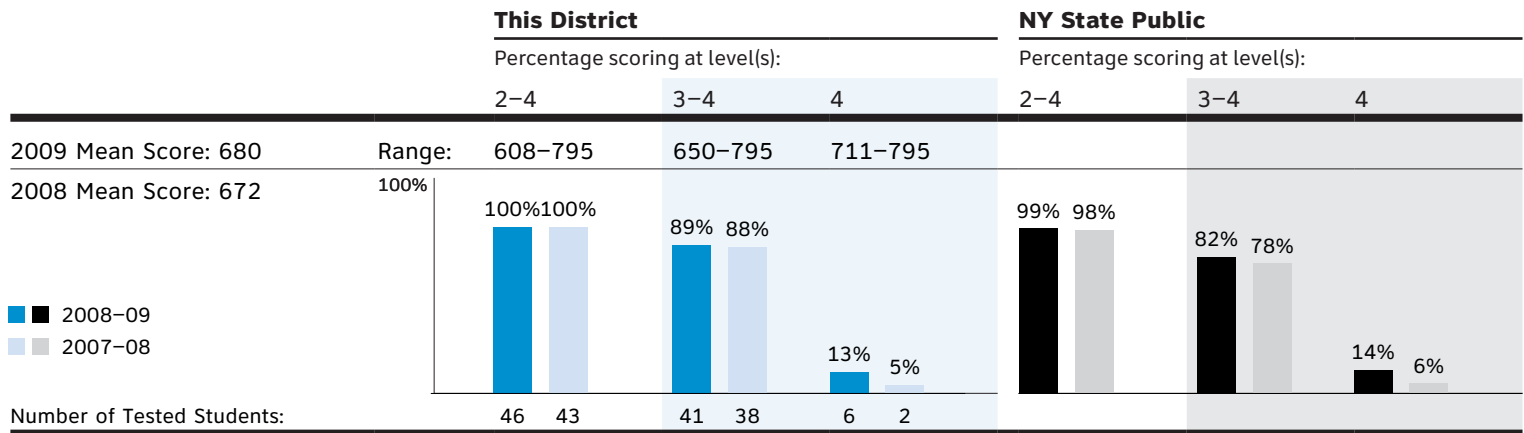 This District NY State Public
Percentage scoring at level(s): Percentage scoring at level(s):
2–4 3–4 4 2–4 3–4 4
2009 Mean Score: 680 Range: 608–795 650–795 711–795
2008 Mean Score: 672 100%
100% 100% 89% 88% 13% 5% 99% 98% 82% 78% 14% 6%
2008–09
2007–08
Number of Tested Students: 46 43 41 38 6 2